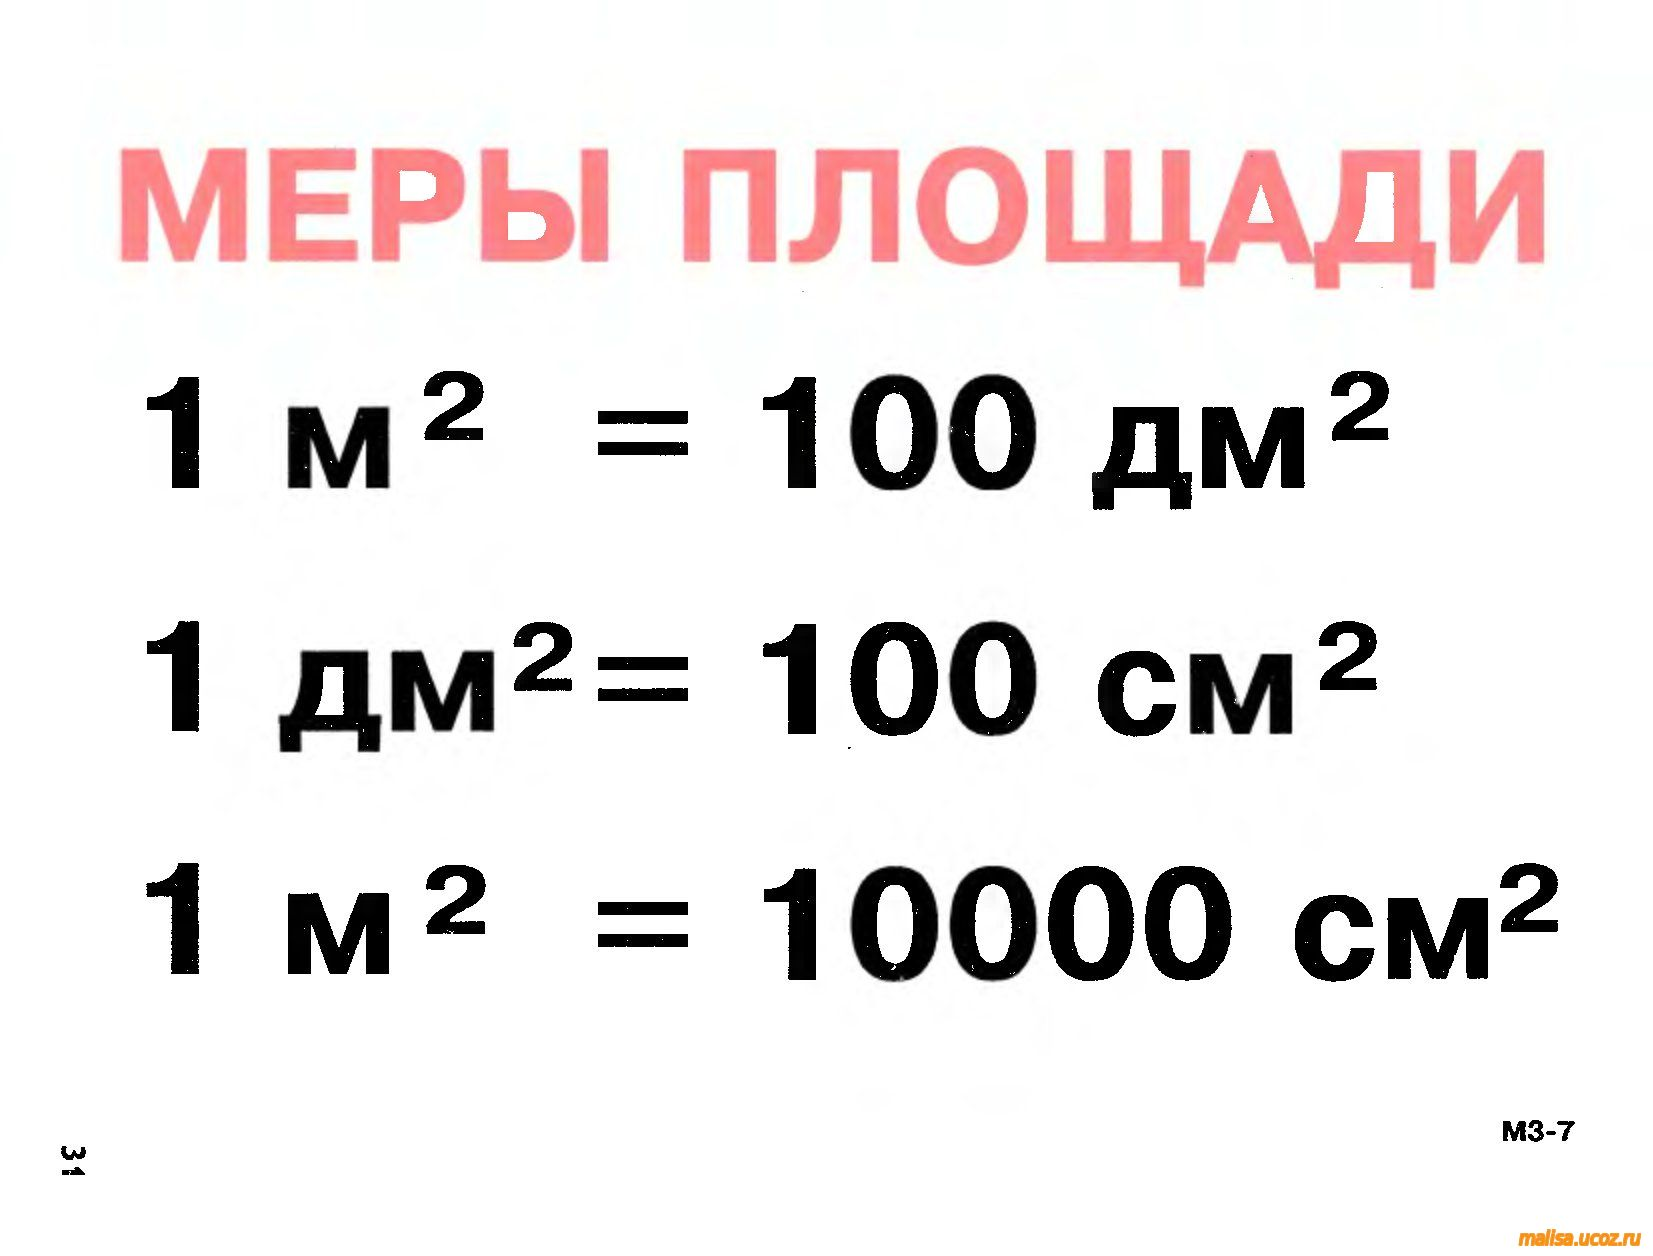 МЕРЫ ПЛОЩАДИ
1 м² = 100 дм²
1 дм² = 100 см²
1 м² = 10000 см²
М3-7
31
malisa.ucoz.ru